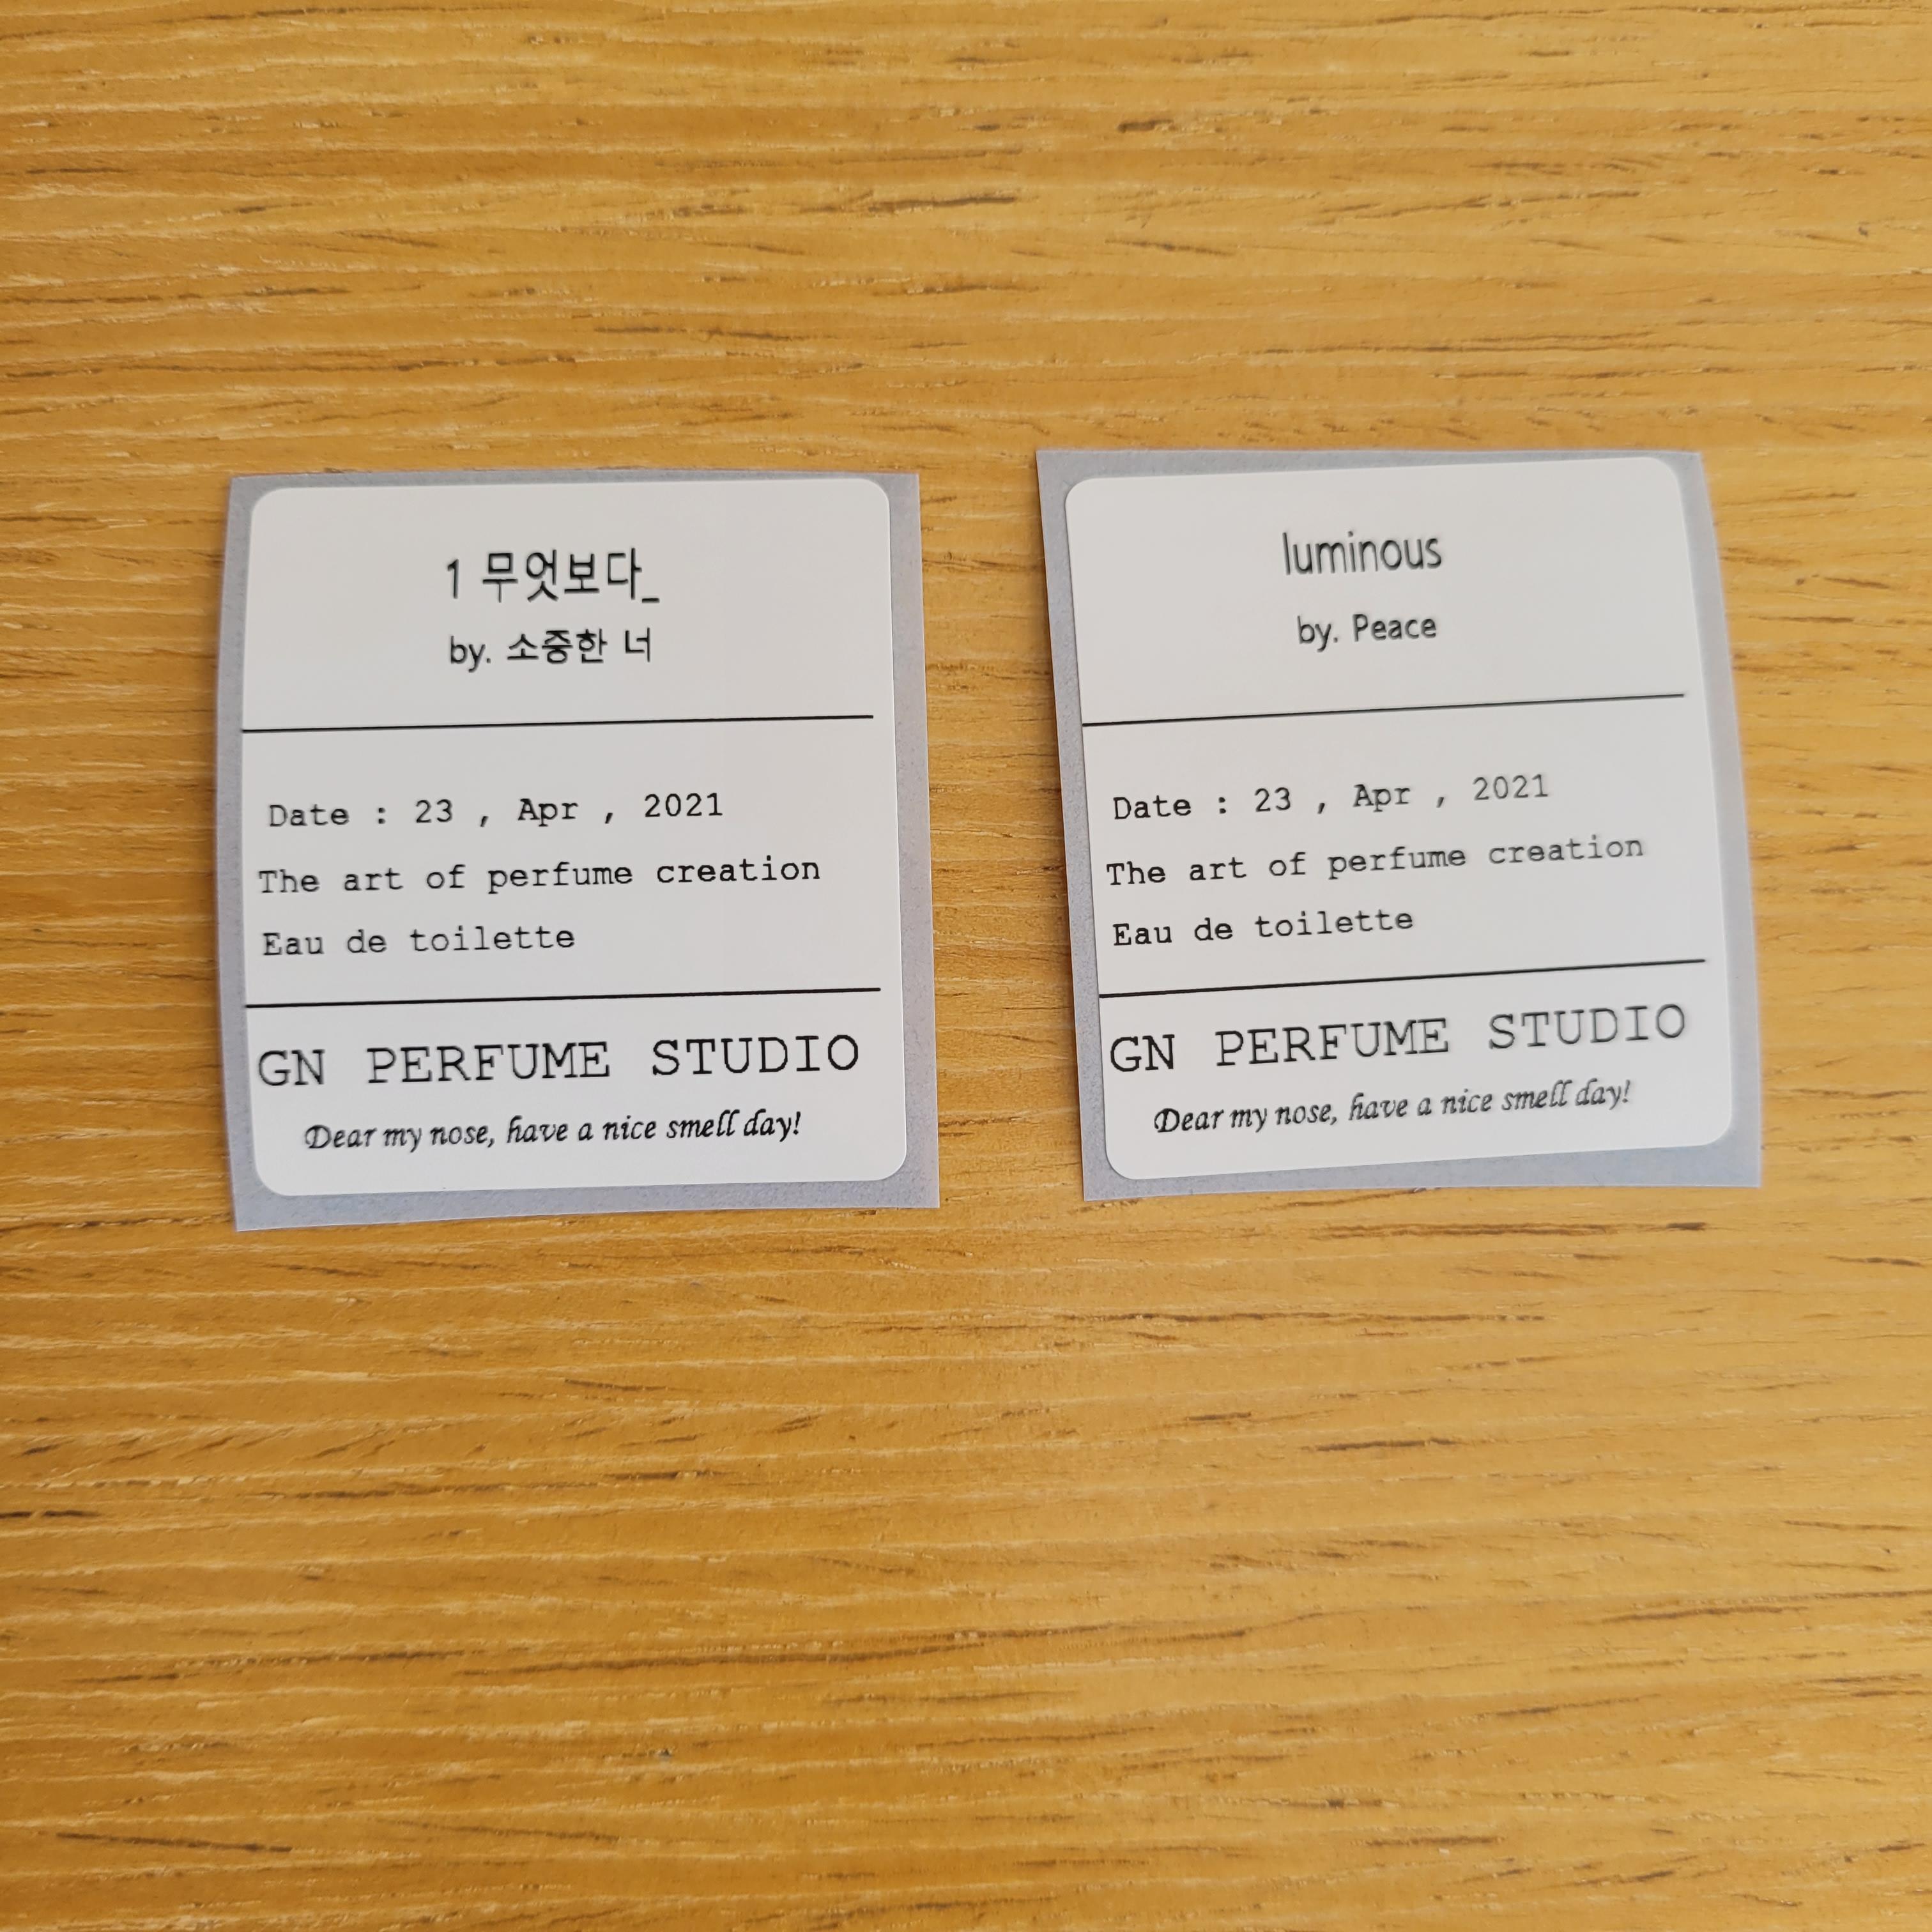 1 무엇보다_
by. 소중한 너
Date : 23 , Apr , 2021
The art of perfume creation
Eau de toilette
GN PERFUME STUDIO
Dear my nose, have a nice smell day!
luminous
by. Peace
Date : 23 , Apr , 2021
The art of perfume creation
Eau de toilette
GN PERFUME STUDIO
Dear my nose, have a nice smell day!